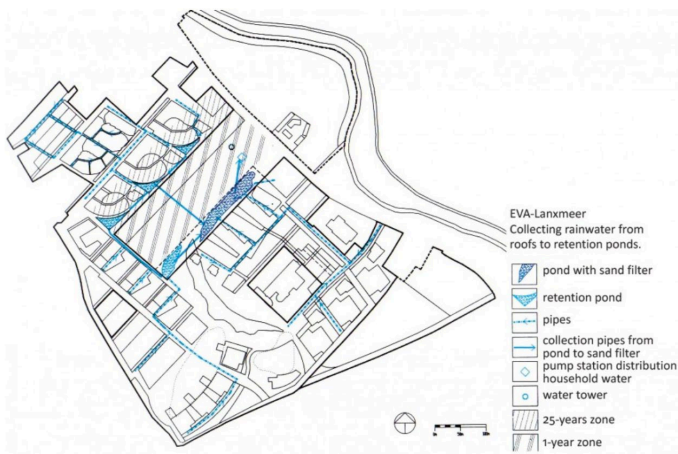 EVA-Lanxmeer
Collecting rainwater from
roofs to retention ponds.
pond with sand filter
retention pond
pipes
collection pipes from
pond to sand filter
pump station distribution
household water
water tower
25-years zone
1-year zone